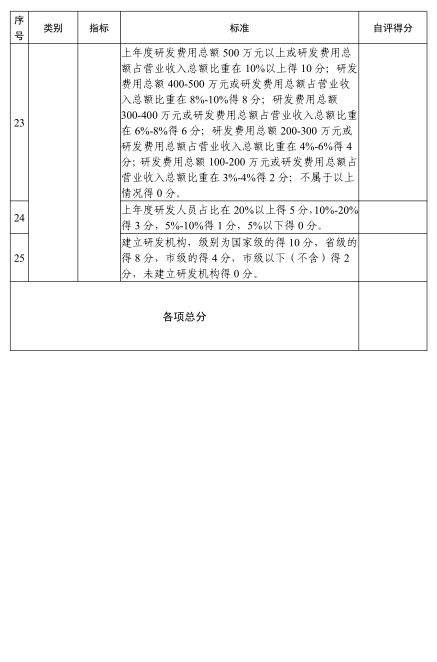 序号 类别 指标 标准 自评得分
23
上年度研发费用总额 500 万元以上或研发费用总
额占营业收入总额比重在 10%以上得 10 分；研发
费用总额 400-500 万元或研发费用总额占营业收
入总额比重在 8%-10%得 8 分；研发费用总额
300-400 万元或研发费用总额占营业收入总额比重
在 6%-8%得 6 分；研发费用总额 200-300 万元或
研发费用总额占营业收入总额比重在 4%-6%得 4
分；研发费用总额 100-200 万元或研发费用总额占
营业收入总额比重在 3%-4%得 2 分；不属于以上
情况得 0 分。
24
上年度研发人员占比在 20%以上得 5 分，10%-20%
得 3 分，5%-10%得 1 分，5%以下得 0 分。
25
建立研发机构，级别为国家级的得 10 分，省级的
得 8 分，市级的得 4 分，市级以下（不含）得 2
分，未建立研发机构得 0 分。
各项总分